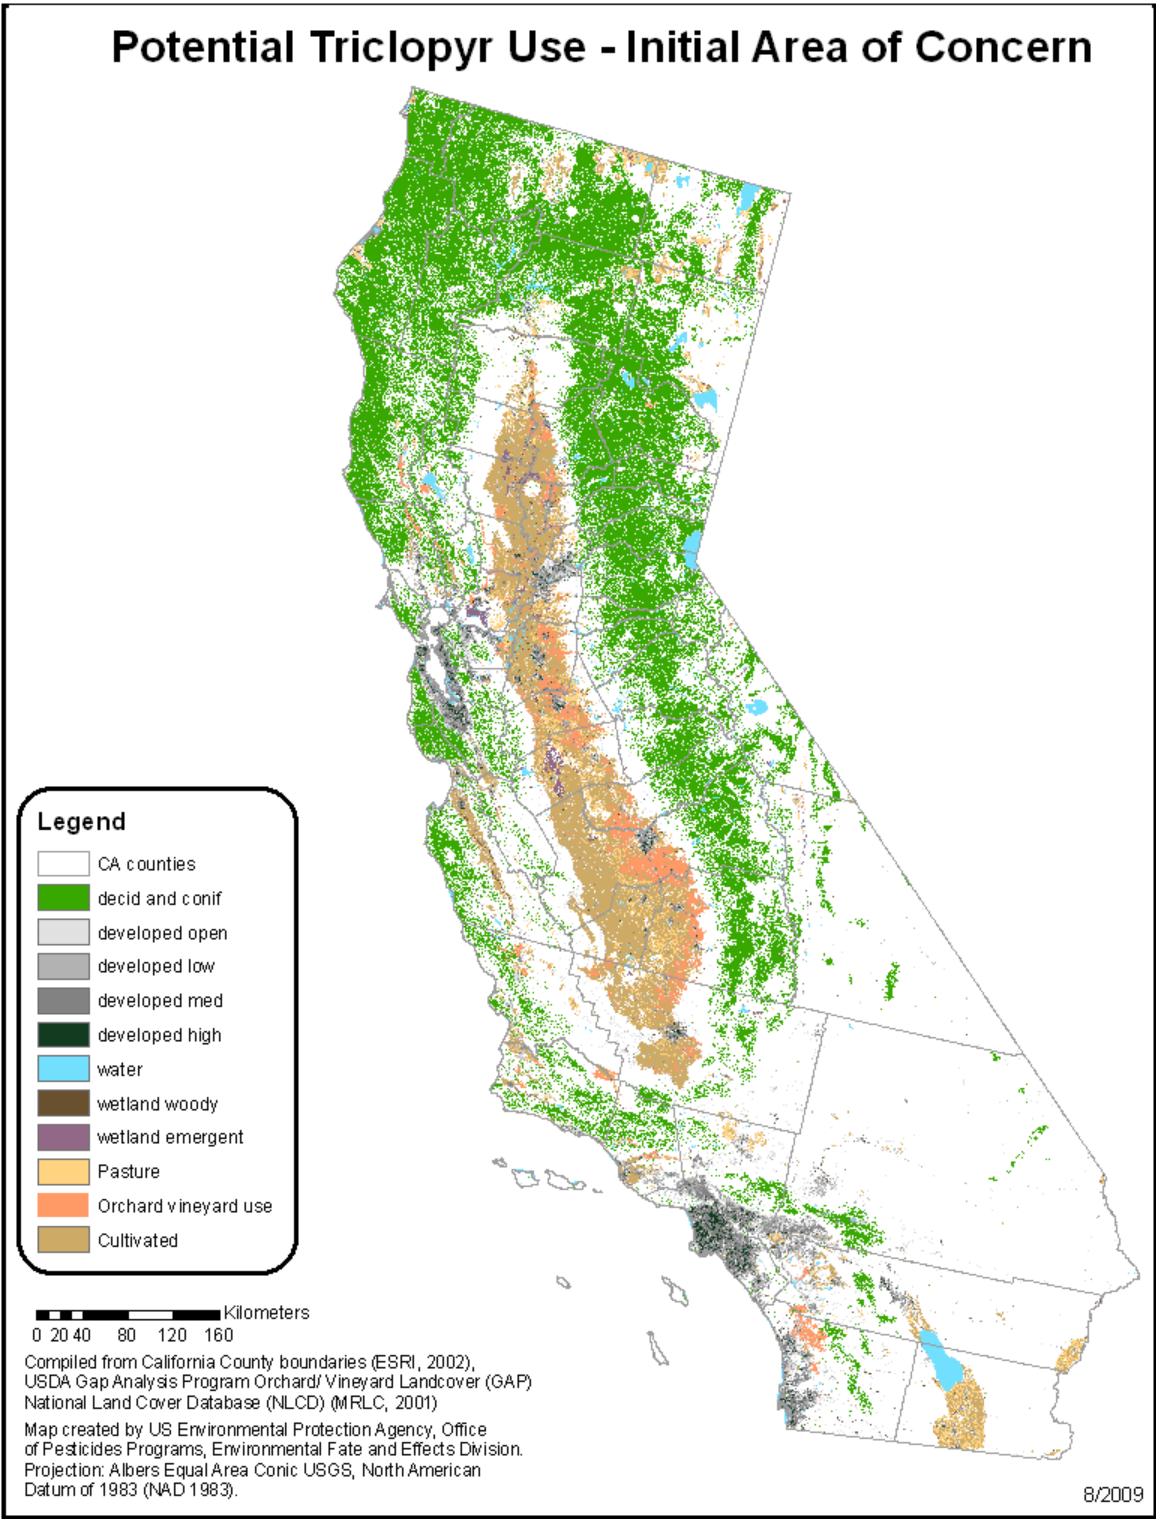 Potential Triclopyr Use - Initial Area of Concern
Legend
CA counties
decid and conif
developed open
developed low
developed med
developed high
water
wetland woody
wetland emergent
Pasture
Orchard vineyard use
Cultivated
Kilometers
0 20 40 80 120 160
Compiled from California County boundaries (ESRI, 2002),
USDA Gap Analysis Program Orchard/ Vineyard Landcover (GAP)
National Land Cover Database (NLCD) (MRLC, 2001)
Map created by US Environmental Protection Agency, Office
of Pesticides Programs, Environmental Fate and Effects Division.
Projection: Albers Equal Area Conic USGS, North American
Datum of 1983 (NAD 1983).
8/2009